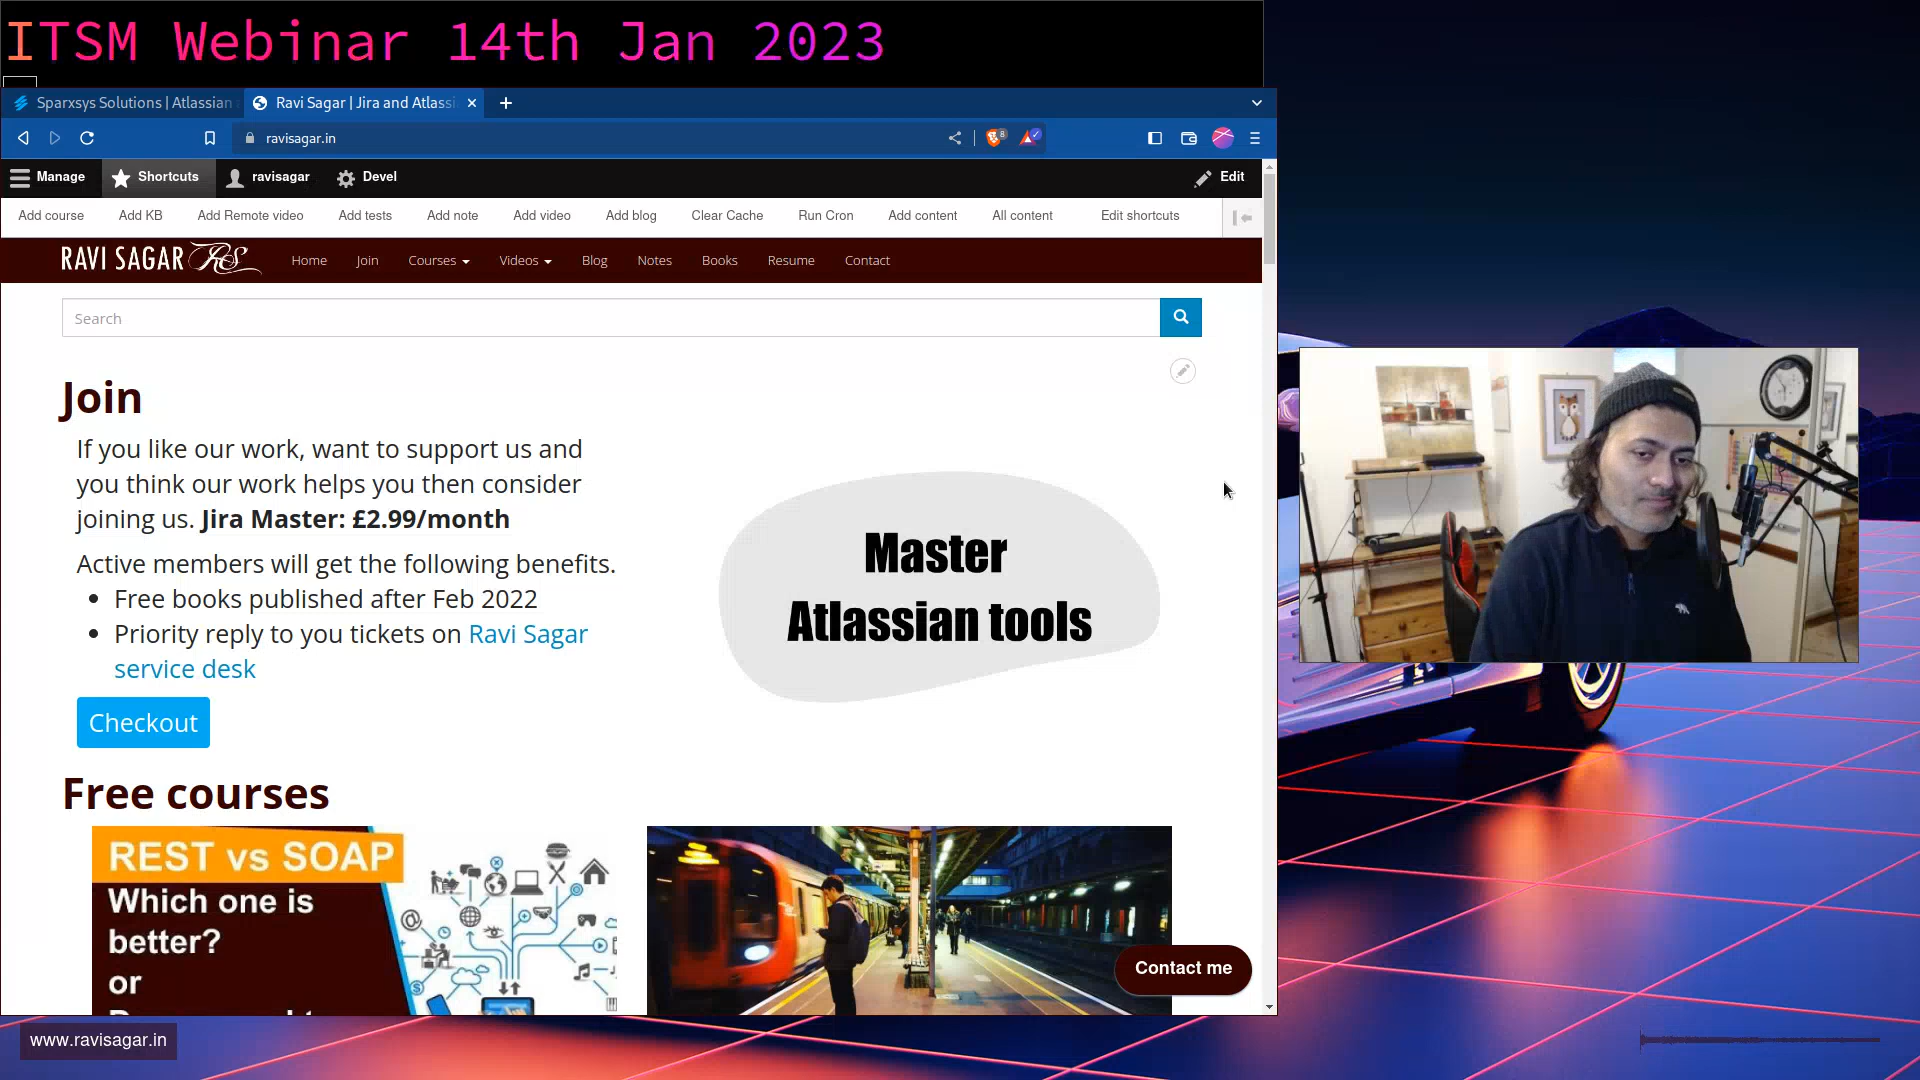 ITSM Webinar 14th Jan 2023
Sparxsys Solutions | Atlassian
Ravi Sagar | Jira and Atlassi
ravisagar.in
8
Manage
Shortcuts
ravisagar
Devel
Edit
Add course
Add KB
Add Remote video
Add tests
Add note
Add video
Add blog
Clear Cache
Run Cron
Add content
All content
Edit shortcuts
RAVI SAGAR RS
Home
Join
Courses
Videos
Blog
Notes
Books
Resume
Contact
Search
Join
If you like our work, want to support us and
you think our work helps you then consider
joining us. Jira Master: £2.99/month
Active members will get the following benefits.
Free books published after Feb 2022
Priority reply to you tickets on Ravi Sagar
service desk
Checkout
Master
Atlassian tools
Free courses
REST vs SOAP
Which one is
better?
or
Contact me
www.ravisagar.in